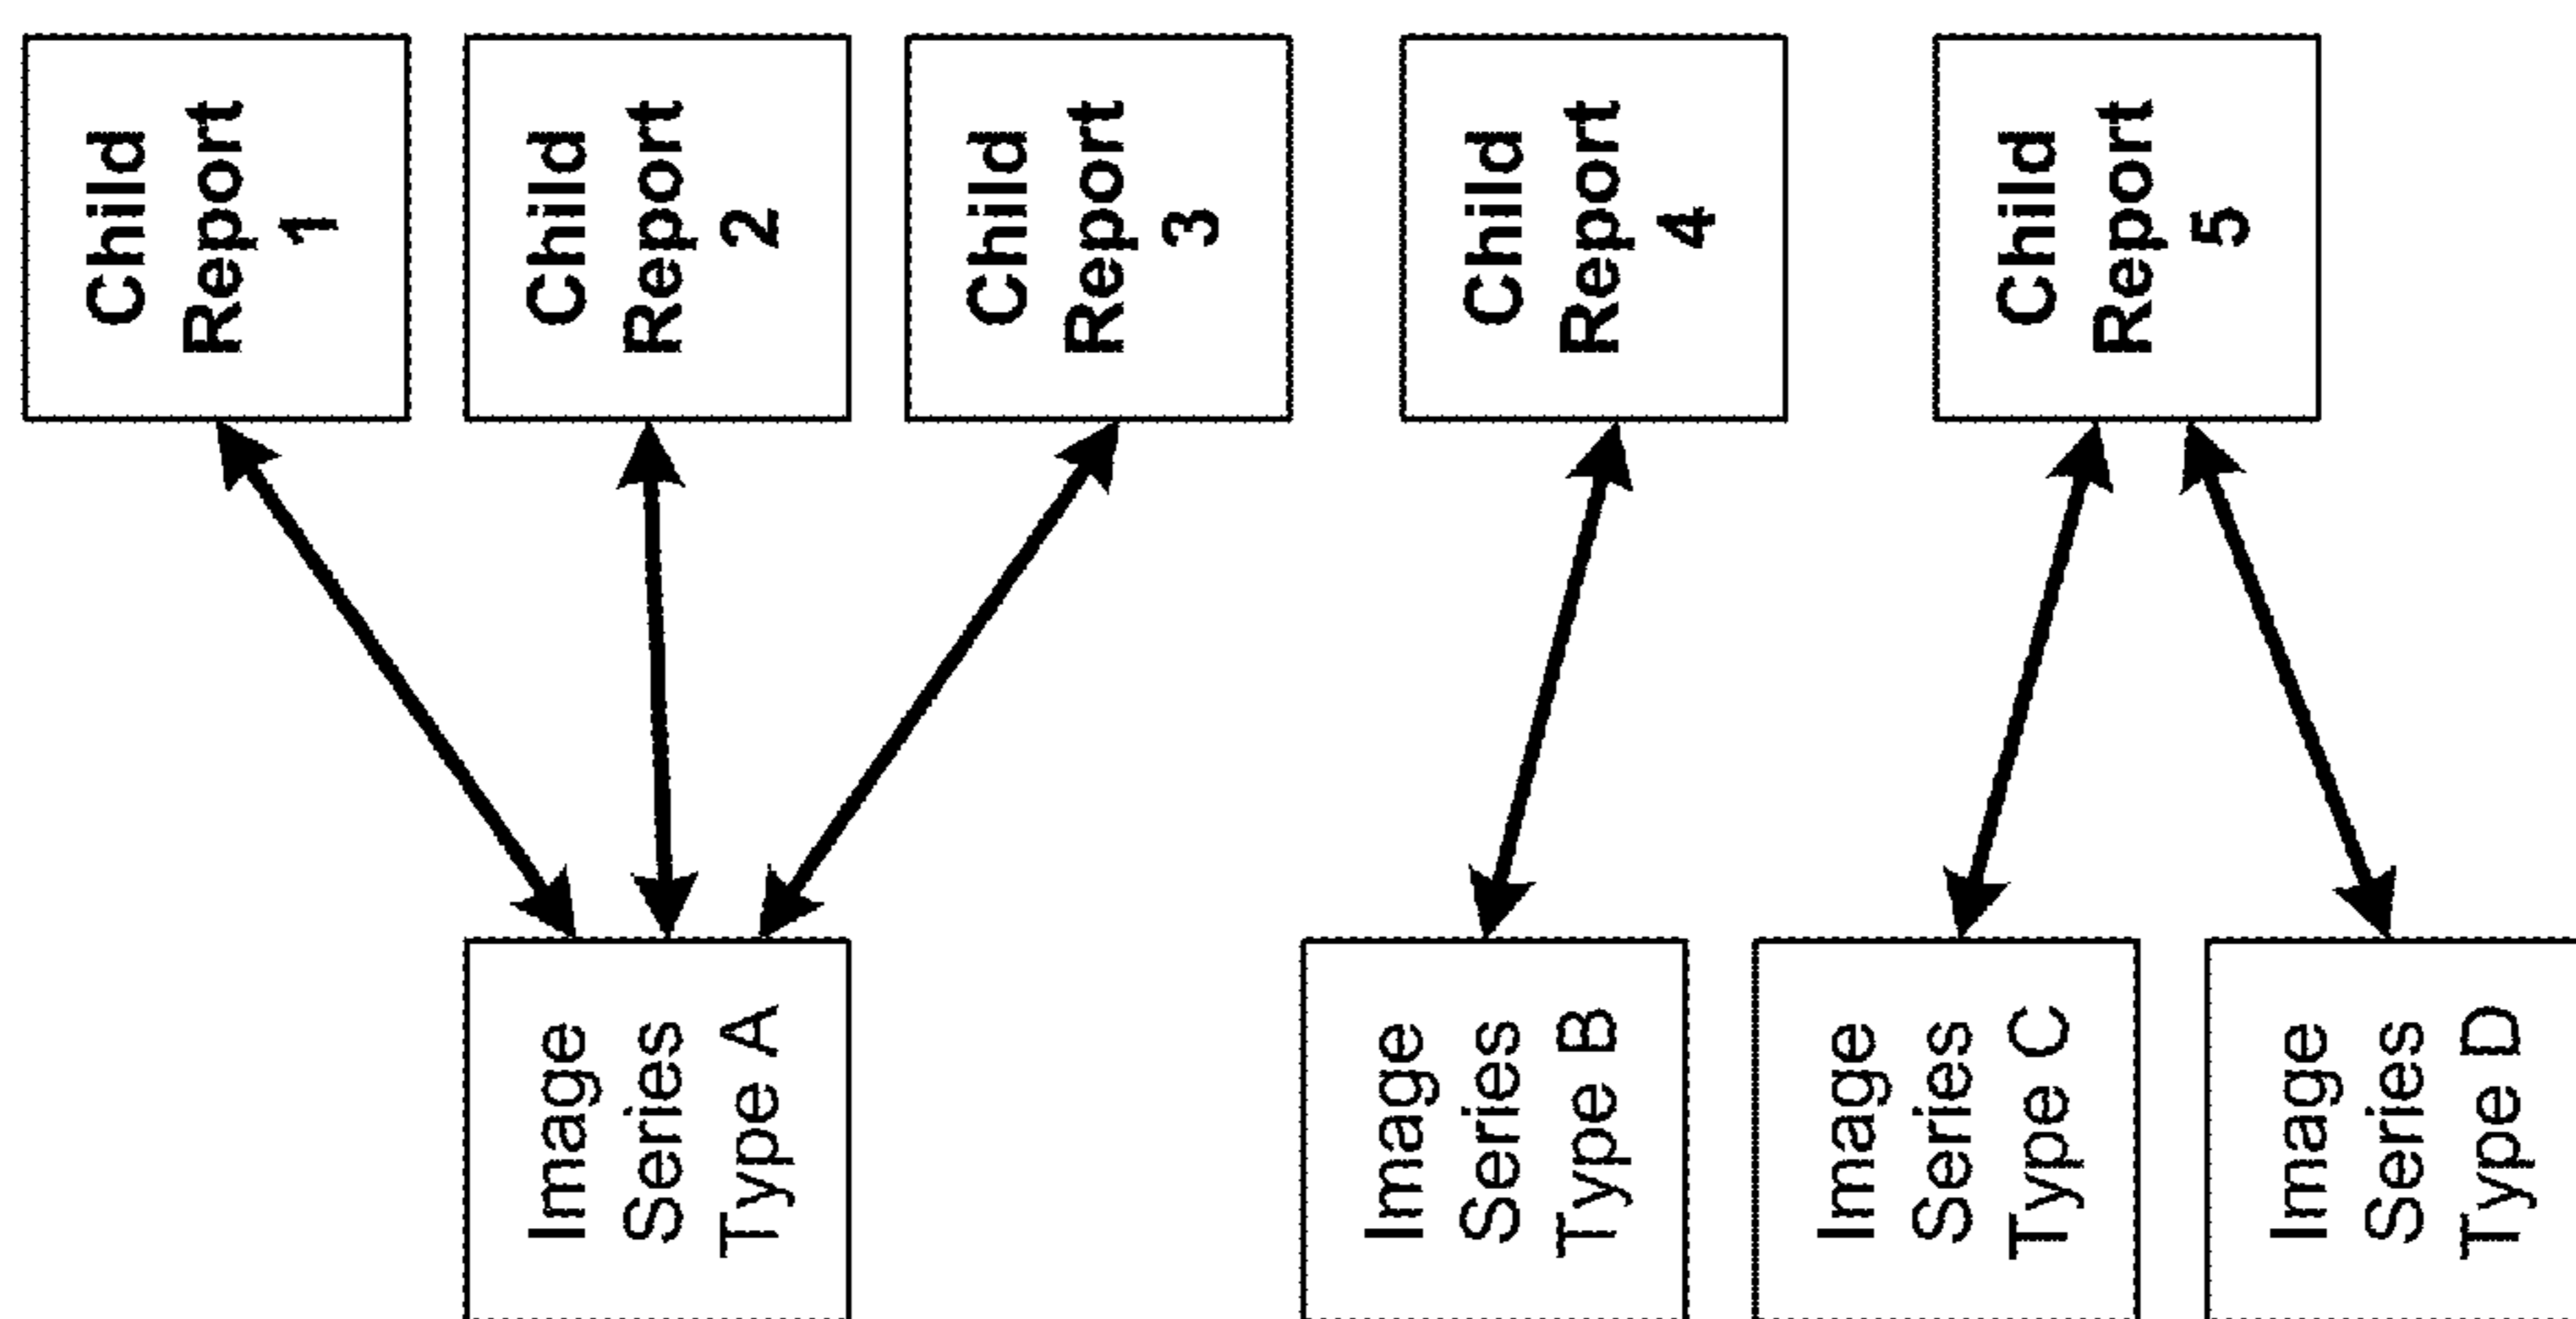 Child
Report
1
Child
Report
2
Child
Report
3
Child
Report
4
Child
Report
5
Image
Series
Type A
Image
Series
Type B
Image
Series
Type C
Image
Series
Type D